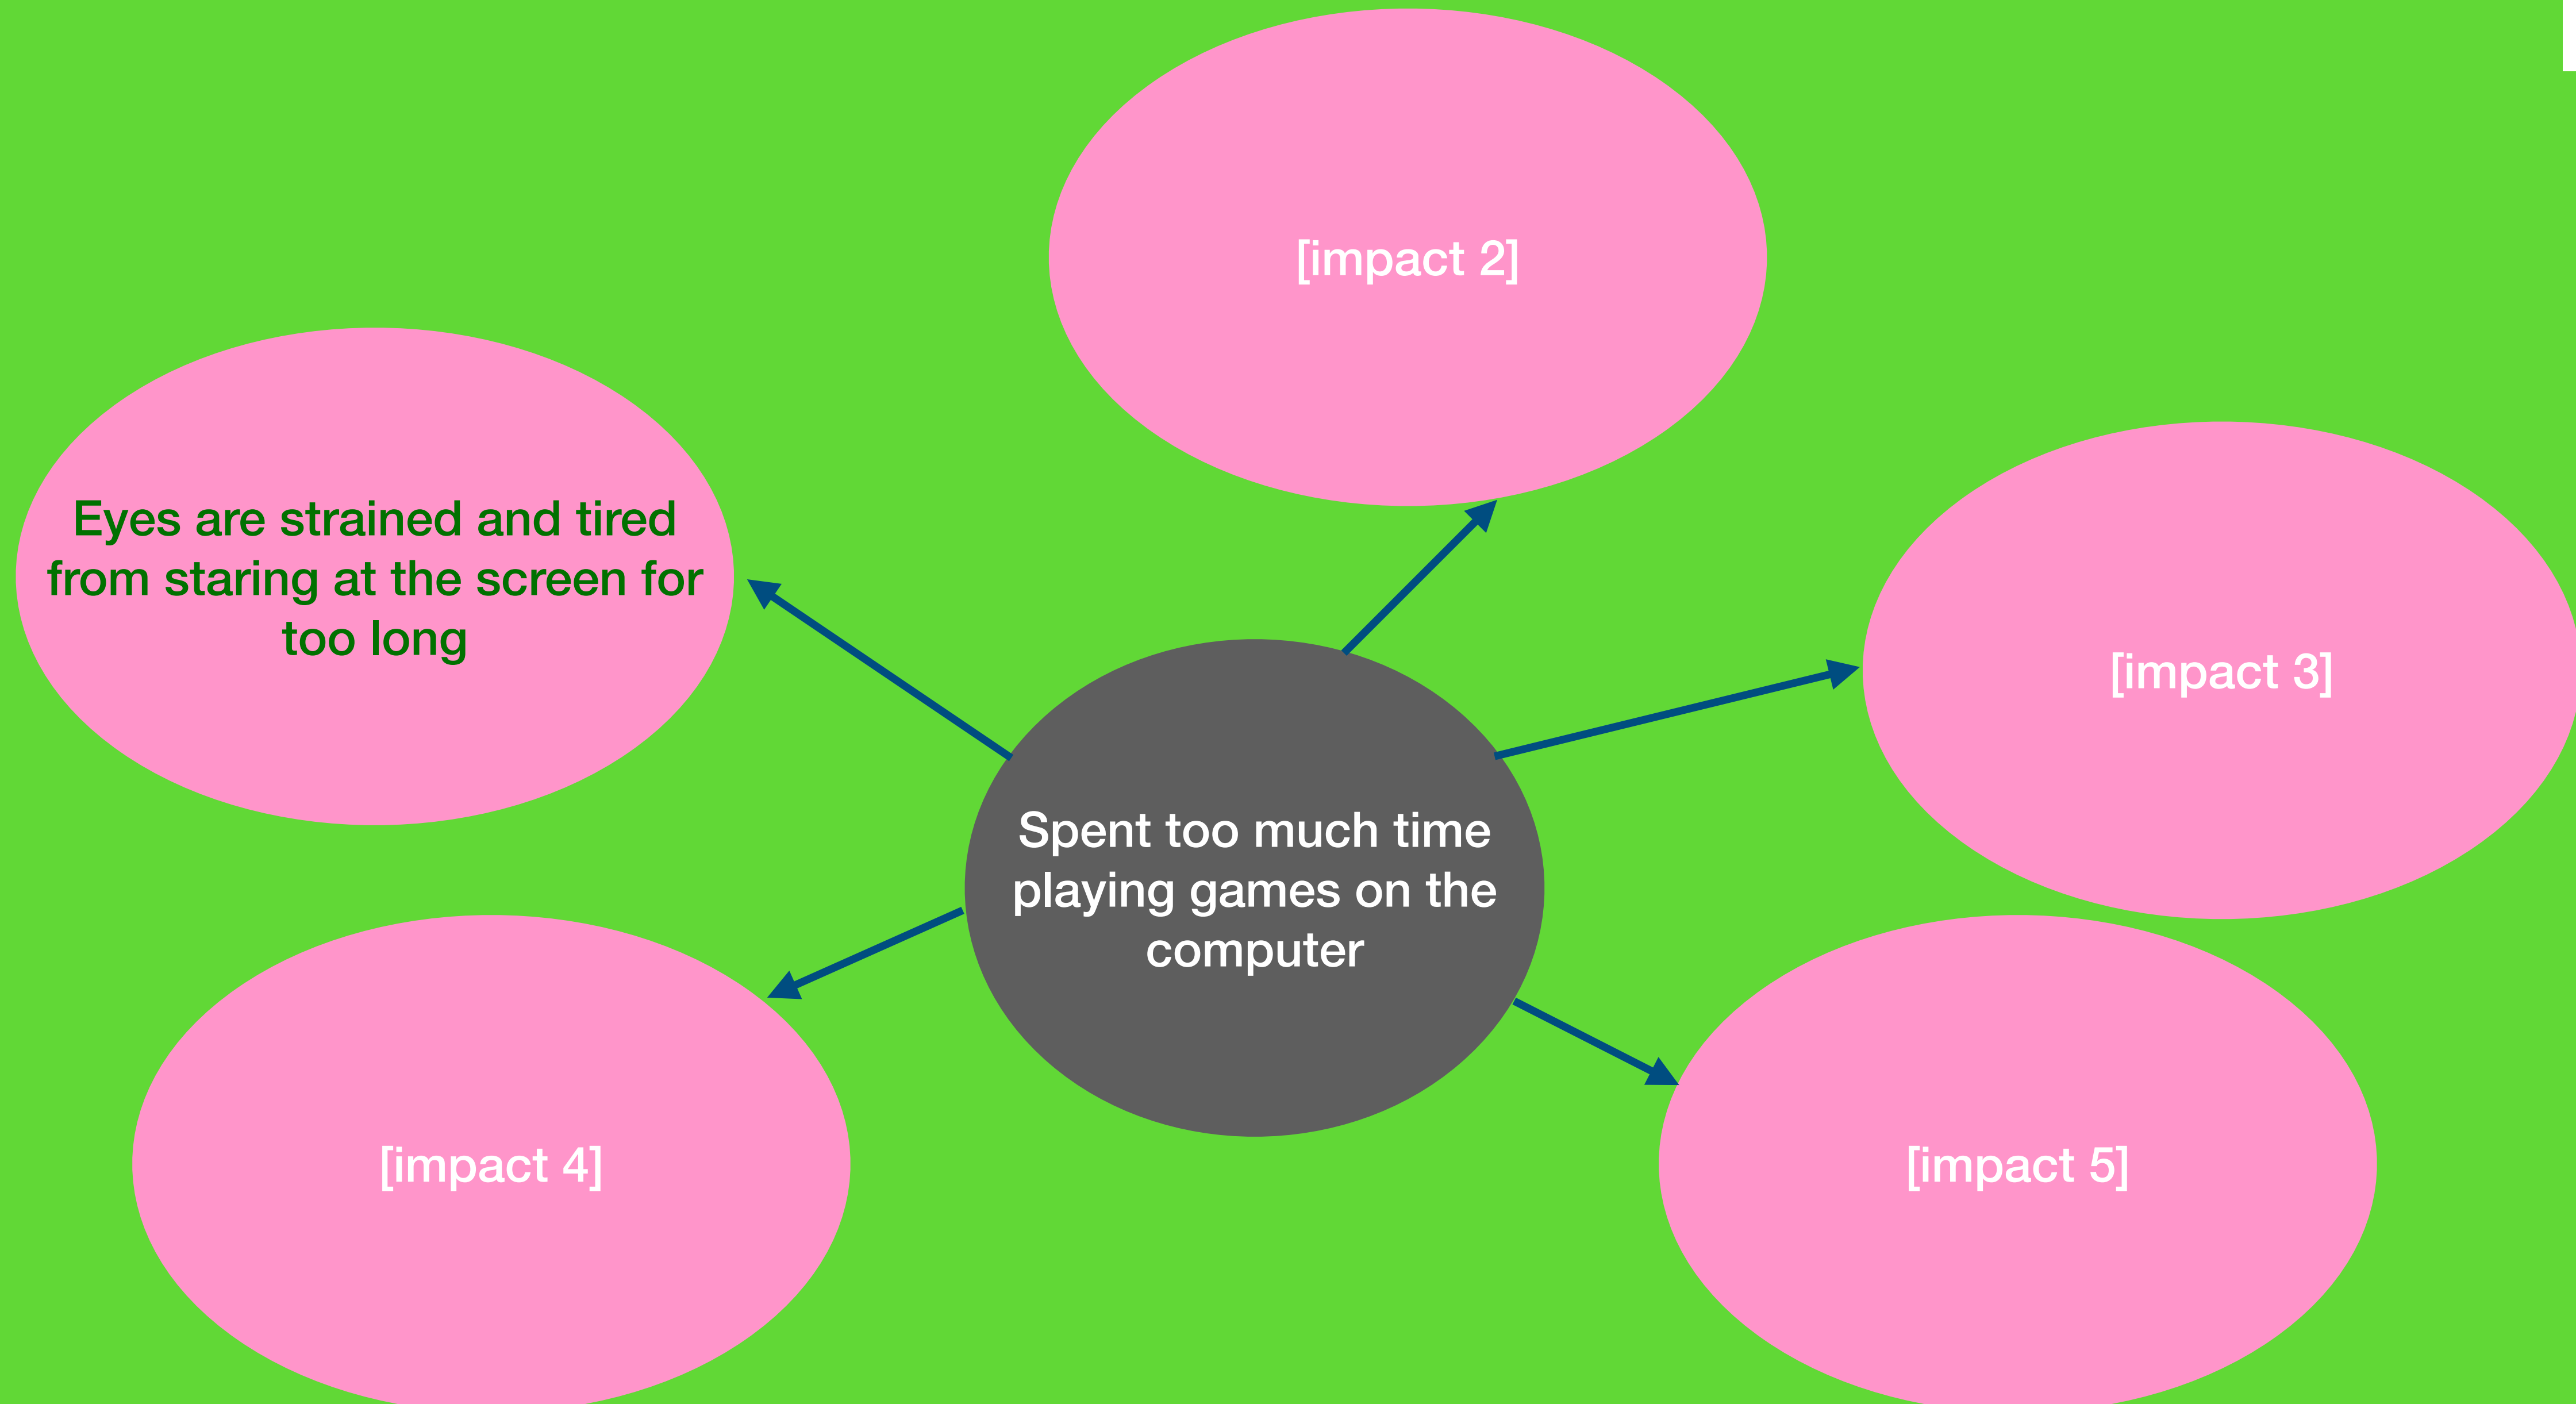 [impact 2]
Eyes are strained and tired
from staring at the screen for
too long
[impact 3]
Spent too much time
playing games on the
computer
[impact 4]
[impact 5]